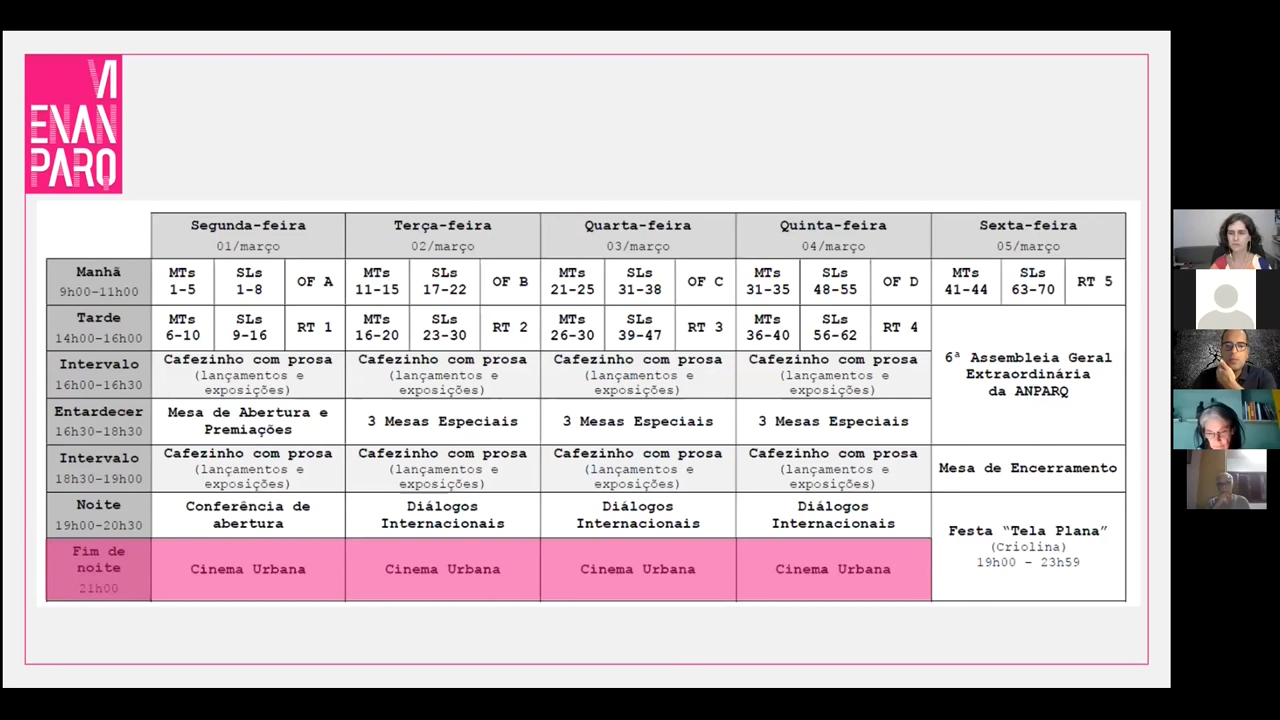 VI
ENAN
PARQ
Segunda-feira Terça-feira Quarta-feira Quinta-feira Sexta-feira
01/março 02/março 03/março 04/março 05/março
Manhã
9h00-11h00
MTs
1-5
SLs
1-8
OF A
MTs
11-15
SLs
17-22
OF B
MTs
21-25
SLs
31-38
OF C
MTs
31-35
SLs
48-55
OF D
MTs
41-44
SLs
63-70
RT 5
Tarde
14h00-16h00
MTs
6-10
SLs
9-16
RT 1
MTs
16-20
SLs
23-30
RT 2
MTs
26-30
SLs
39-47
RT 3
MTs
36-40
SLs
56-62
RT 4
6ª Assembleia Geral
Extraordinária
da ANPARQ
Intervalo
16h00-16h30
Cafezinho com prosa
(lançamentos e
exposições)
Cafezinho com prosa
(lançamentos e
exposições)
Cafezinho com prosa
(lançamentos e
exposições)
Cafezinho com prosa
(lançamentos e
exposições)
Entardecer
16h30-18h30
Mesa de Abertura e
Premiações
3 Mesas Especiais
3 Mesas Especiais
3 Mesas Especiais
Intervalo
18h30-19h00
Cafezinho com prosa
(lançamentos e
exposições)
Cafezinho com prosa
(lançamentos e
exposições)
Cafezinho com prosa
(lançamentos e
exposições)
Cafezinho com prosa
(lançamentos e
exposições)
Mesa de Encerramento
Noite
19h00-20h30
Conferência de
abertura
Diálogos
Internacionais
Diálogos
Internacionais
Diálogos
Internacionais
Festa “Tela Plana”
(Criolina)
19h00 - 23h59
Fim de
noite
21h00
Cinema Urbana
Cinema Urbana
Cinema Urbana
Cinema Urbana